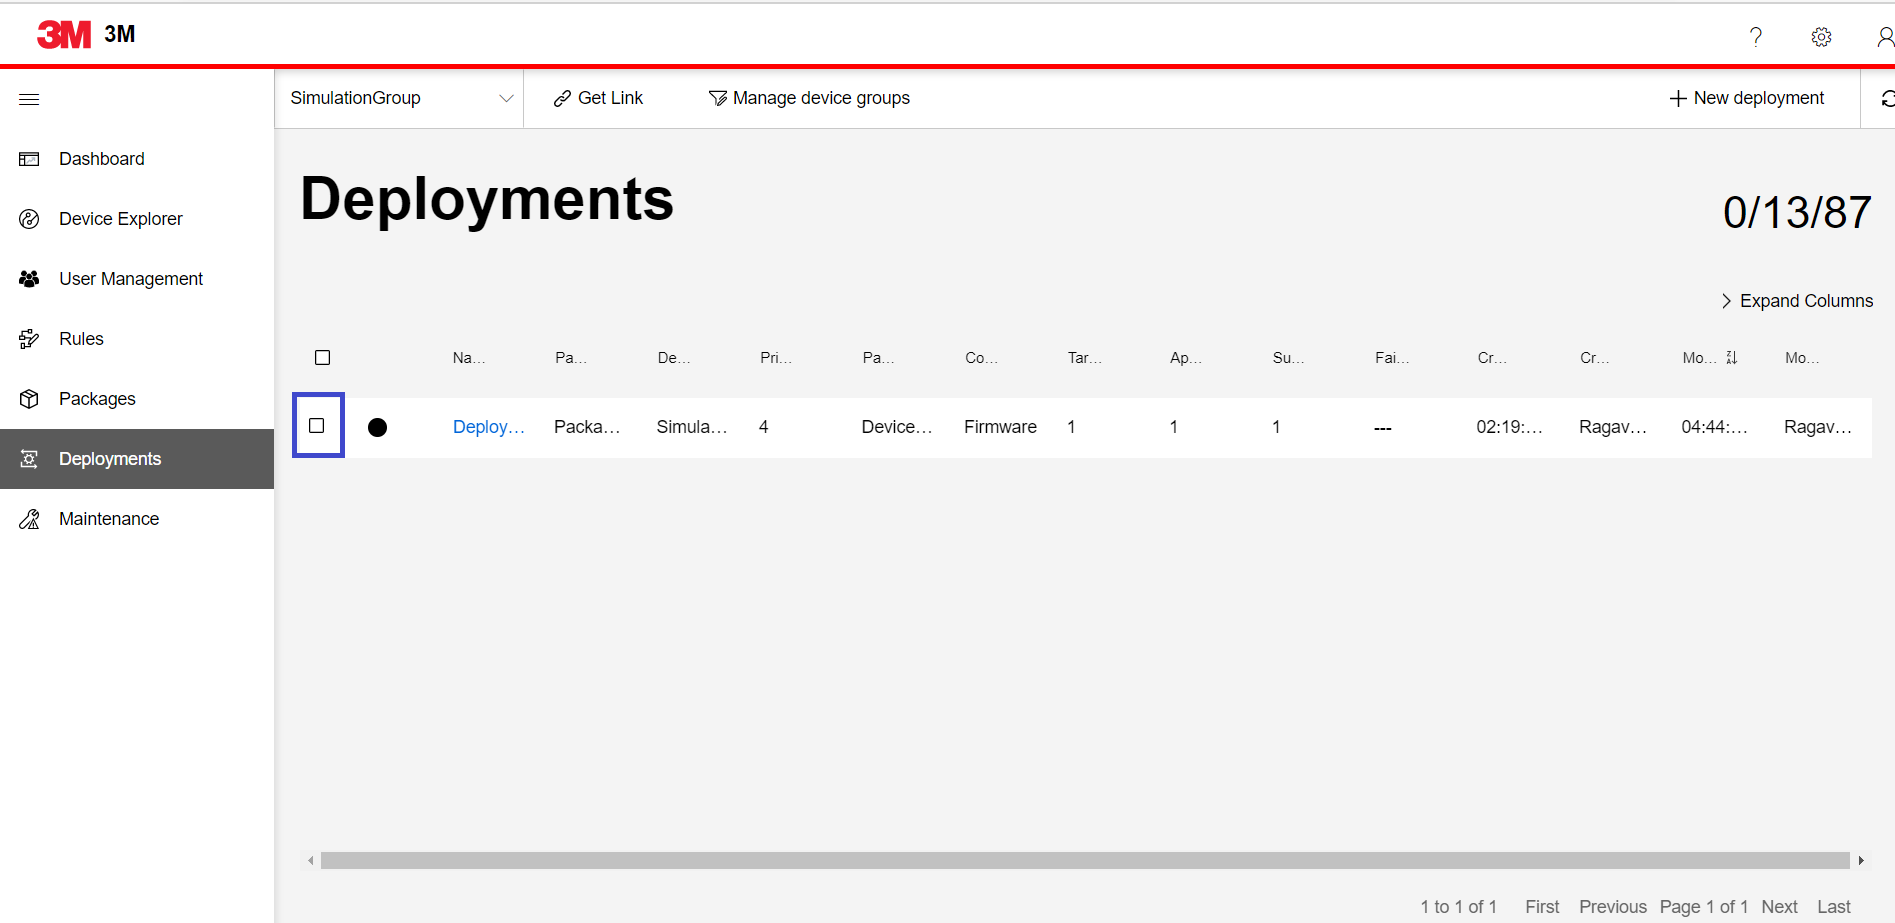 3M 3M
?
SimulationGroup Get Link Manage device groups New deployment
Dashboard
Device Explorer
User Management
Rules
Packages
Deployments
Maintenance
Deployments
0/13/87
Expand Columns
Na... Pa... De... Pri... Pa... Co... Tar... Ap... Su... Fai... Cr... Cr... Mo... Mo...
Deploy... Packa... Simula... 4 Device... Firmware 1 1 1 --- 02:19:... Ragav... 04:44:... Ragav...
1 to 1 of 1 First Previous Page 1 of 1 Next Last